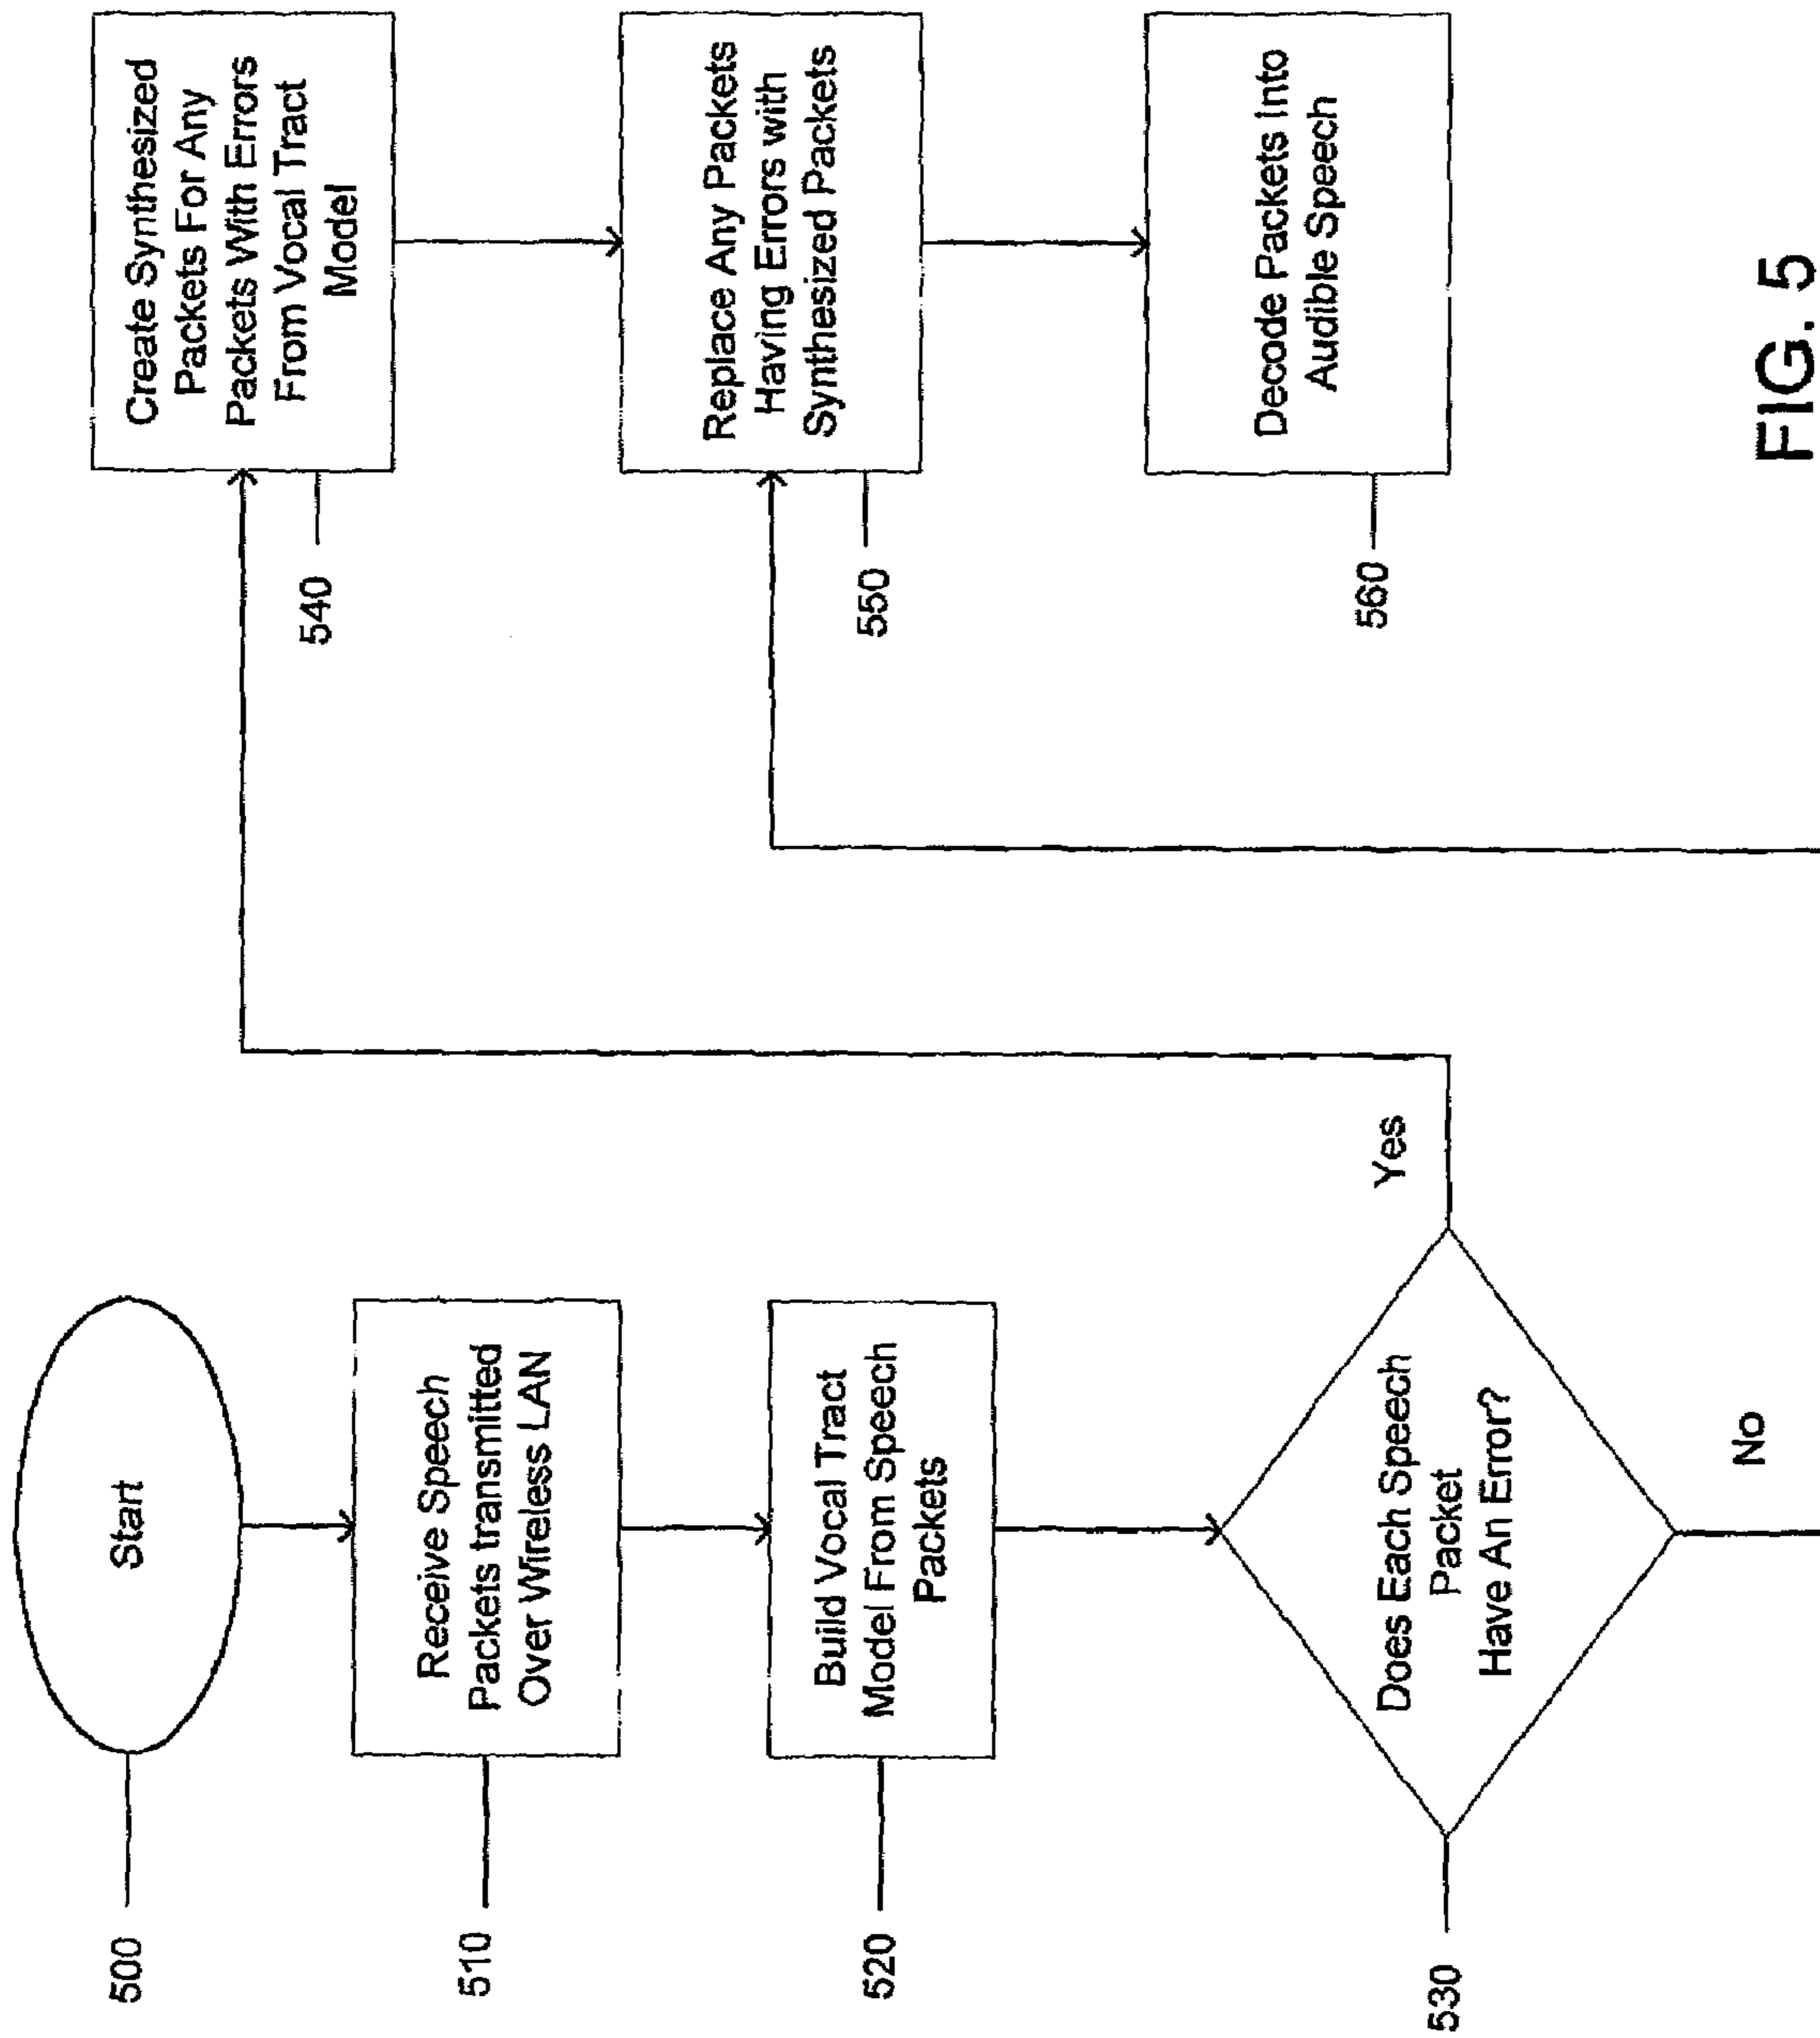 500
Start
510
Receive Speech
Packets transmitted
Over Wireless LAN
520
Build Vocal Tract
Model From Speech
Packets
530
Does Each Speech
Packet
Have An Error?
Yes
No
540
Create Synthesized
Packets For Any
Packets With Errors
From Vocal Tract
Model
550
Replace Any Packets
Having Errors with
Synthesized Packets
560
Decode Packets Into
Audible Speech
FIG. 5